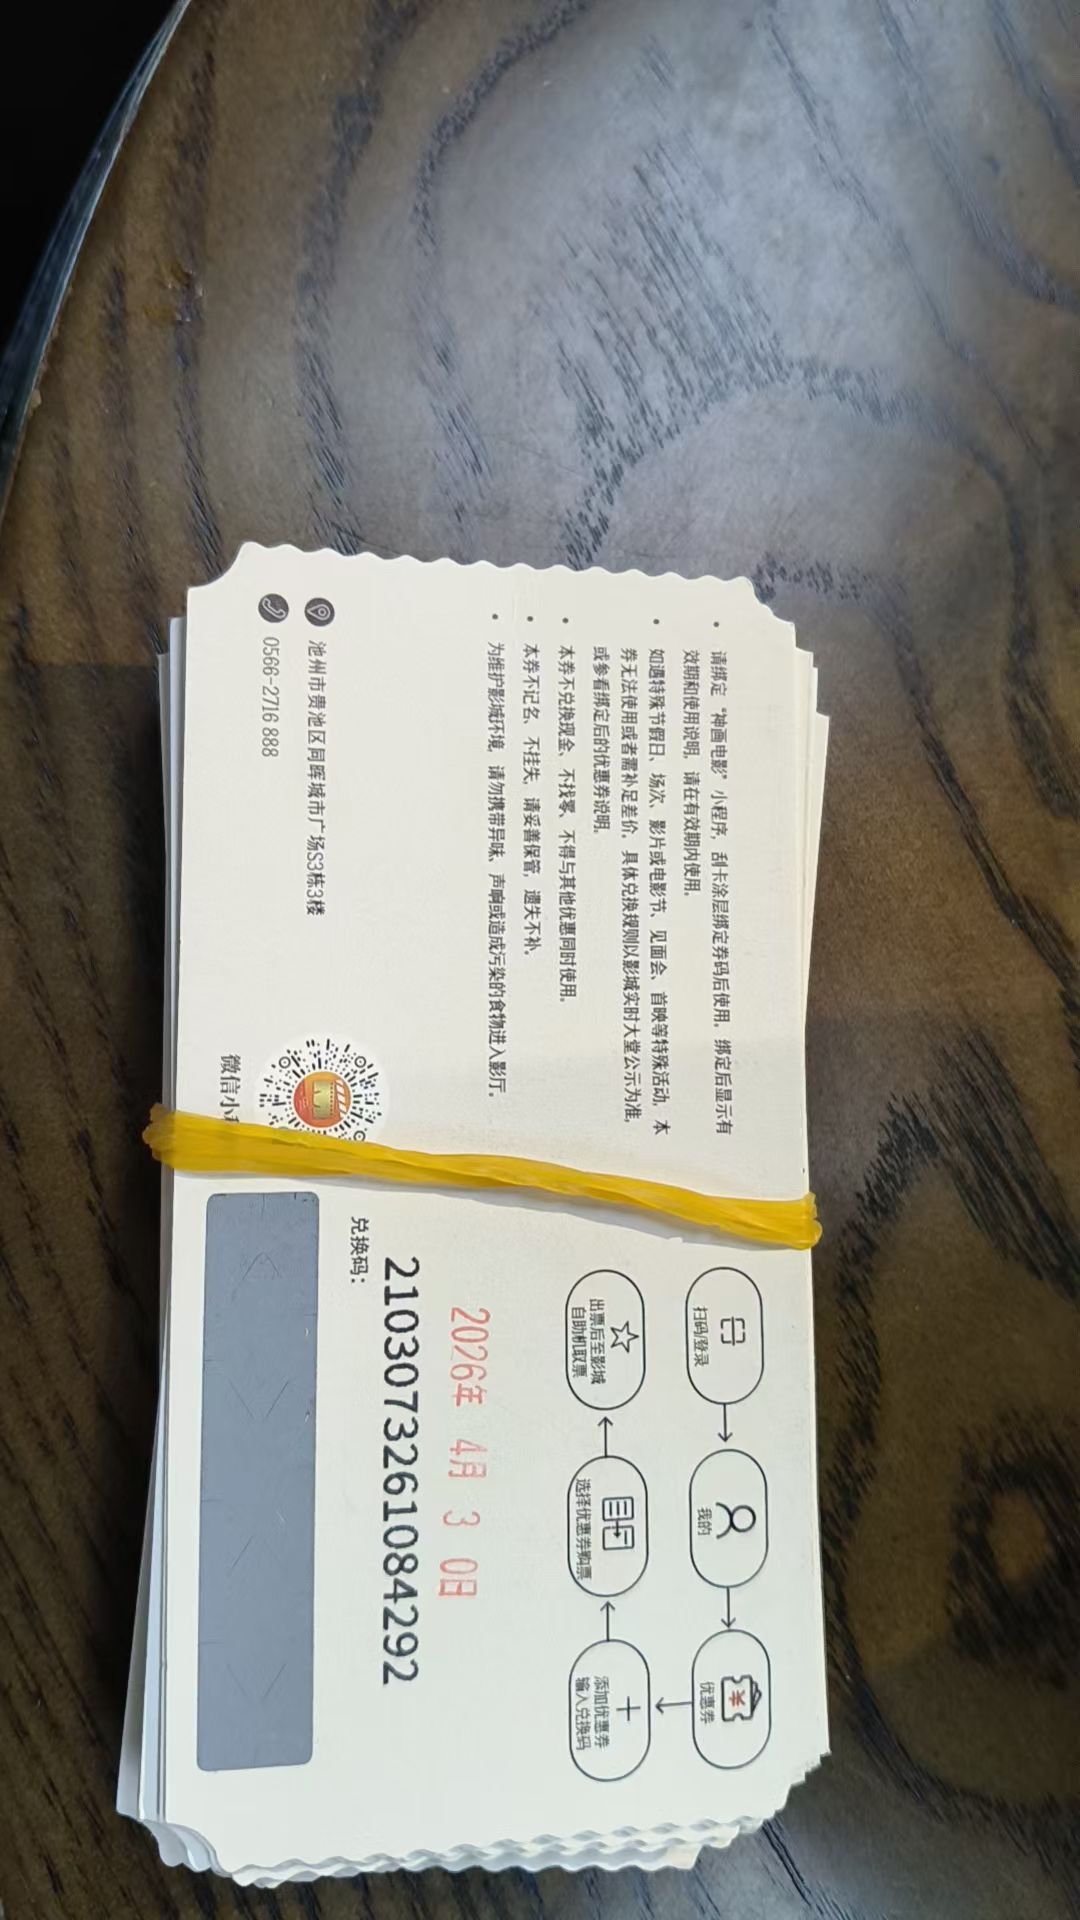 请绑定“神画电影”小程序，刮卡涂层绑定券码后使用，绑定后显示有
效期和使用说明，请在有效期内使用。
如遇特殊节假日、场次、影片或电影节、见面会、首映等特殊活动，本
券无法使用或者需补足差价，具体兑换规则以影城实时大堂公示为准，
或参看绑定后的优惠券说明。
本券不兑换现金、不找零、不得与其他优惠同时使用。
本券不记名、不挂失，请妥善保管，遗失不补。
为维护影城环境，请勿携带异味、声响或造成污染的食物进入影厅。
池州市贵池区同晖城市广场S3栋3楼
0566-2716 888
微信小
扫码/登录
我的
优惠券
添加优惠券
输入兑换码
选择优惠券购票
出票后至影城
自助机取票
2026年 4月 3 0日
2103073261084292
兑换码：